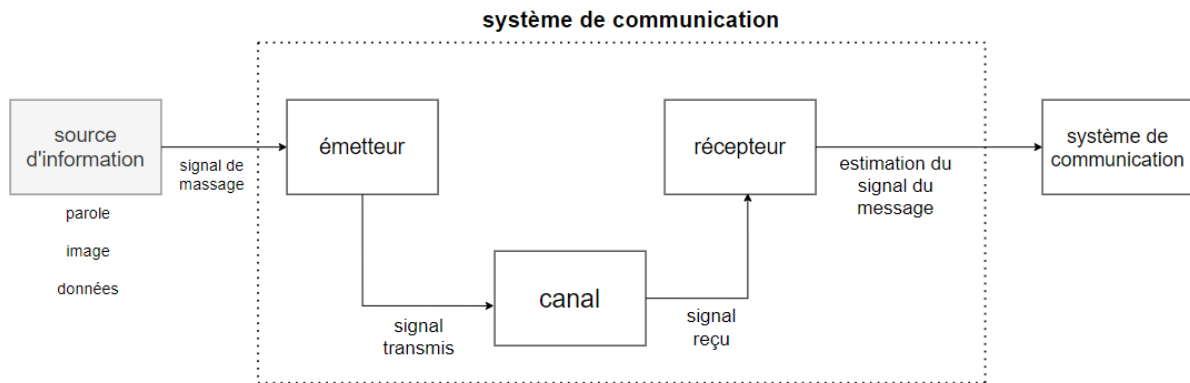 système de communication
source
d'information
signal de
massage
émetteur
récepteur
estimation du
signal du
message
système de
communication
parole
image
données
canal
signal
transmis
signal
reçu